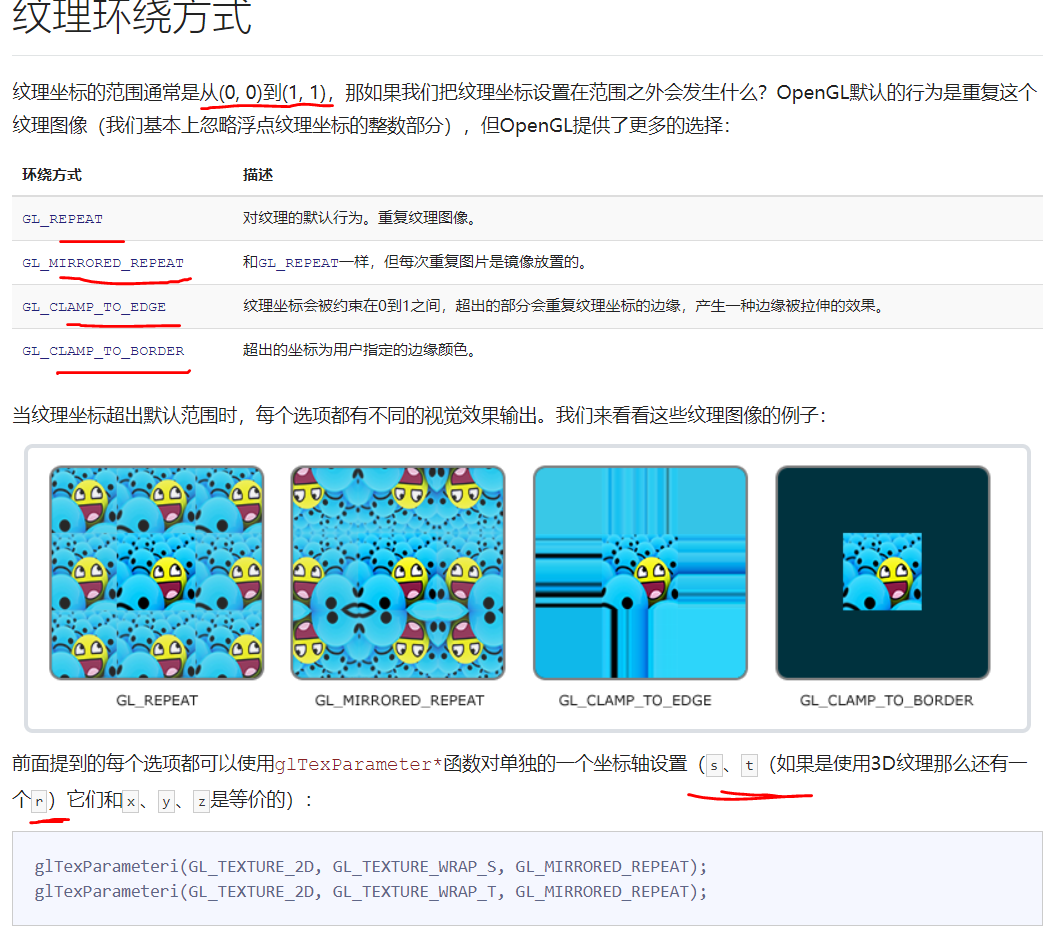 纹理环绕方式
纹理坐标的范围通常是从(0, 0)到(1, 1)，那如果我们把纹理坐标设置在范围之外会发生什么？OpenGL默认的行为是重复这个
纹理图像（我们基本上忽略浮点纹理坐标的整数部分），但OpenGL提供了更多的选择：
环绕方式 描述
GL_REPEAT 对纹理的默认行为。重复纹理图像。
GL_MIRRORED_REPEAT 和GL_REPEAT一样，但每次重复图片是镜像放置的。
GL_CLAMP_TO_EDGE 纹理坐标会被约束在0到1之间，超出的部分会重复纹理坐标的边缘，产生一种边缘被拉伸的效果。
GL_CLAMP_TO_BORDER 超出的坐标为用户指定的边缘颜色。
当纹理坐标超出默认范围时，每个选项都有不同的视觉效果输出。我们来看看这些纹理图像的例子：
GL_REPEAT GL_MIRRORED_REPEAT GL_CLAMP_TO_EDGE GL_CLAMP_TO_BORDER
前面提到的每个选项都可以使用glTexParameter*函数对单独的一个坐标轴设置（s、t（如果是使用3D纹理那么还有一
个r）它们和x、y、z是等价的）：
glTexParameteri(GL_TEXTURE_2D, GL_TEXTURE_WRAP_S, GL_MIRRORED_REPEAT);
glTexParameteri(GL_TEXTURE_2D, GL_TEXTURE_WRAP_T, GL_MIRRORED_REPEAT);